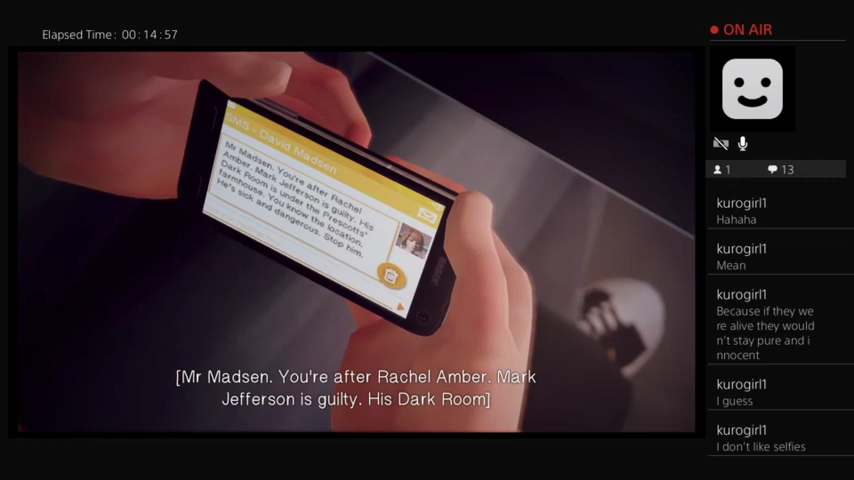 Elapsed Time: 00:14:57
ON AIR
SMS - David Madsen
Mr Madsen. You're after Rachel
Amber. Mark Jefferson is guilty. His
Dark Room is under the Prescotts'
farmhouse. You know the location.
He's sick and dangerous. Stop him.
[Mr Madsen. You're after Rachel Amber. Mark
Jefferson is guilty. His Dark Room]
1
13
kurogirl1
Hahaha
kurogirl1
Mean
kurogirl1
Because if they we
re alive they would
n't stay pure and i
nnocent
kurogirl1
I guess
kurogirl1
I don't like selfies